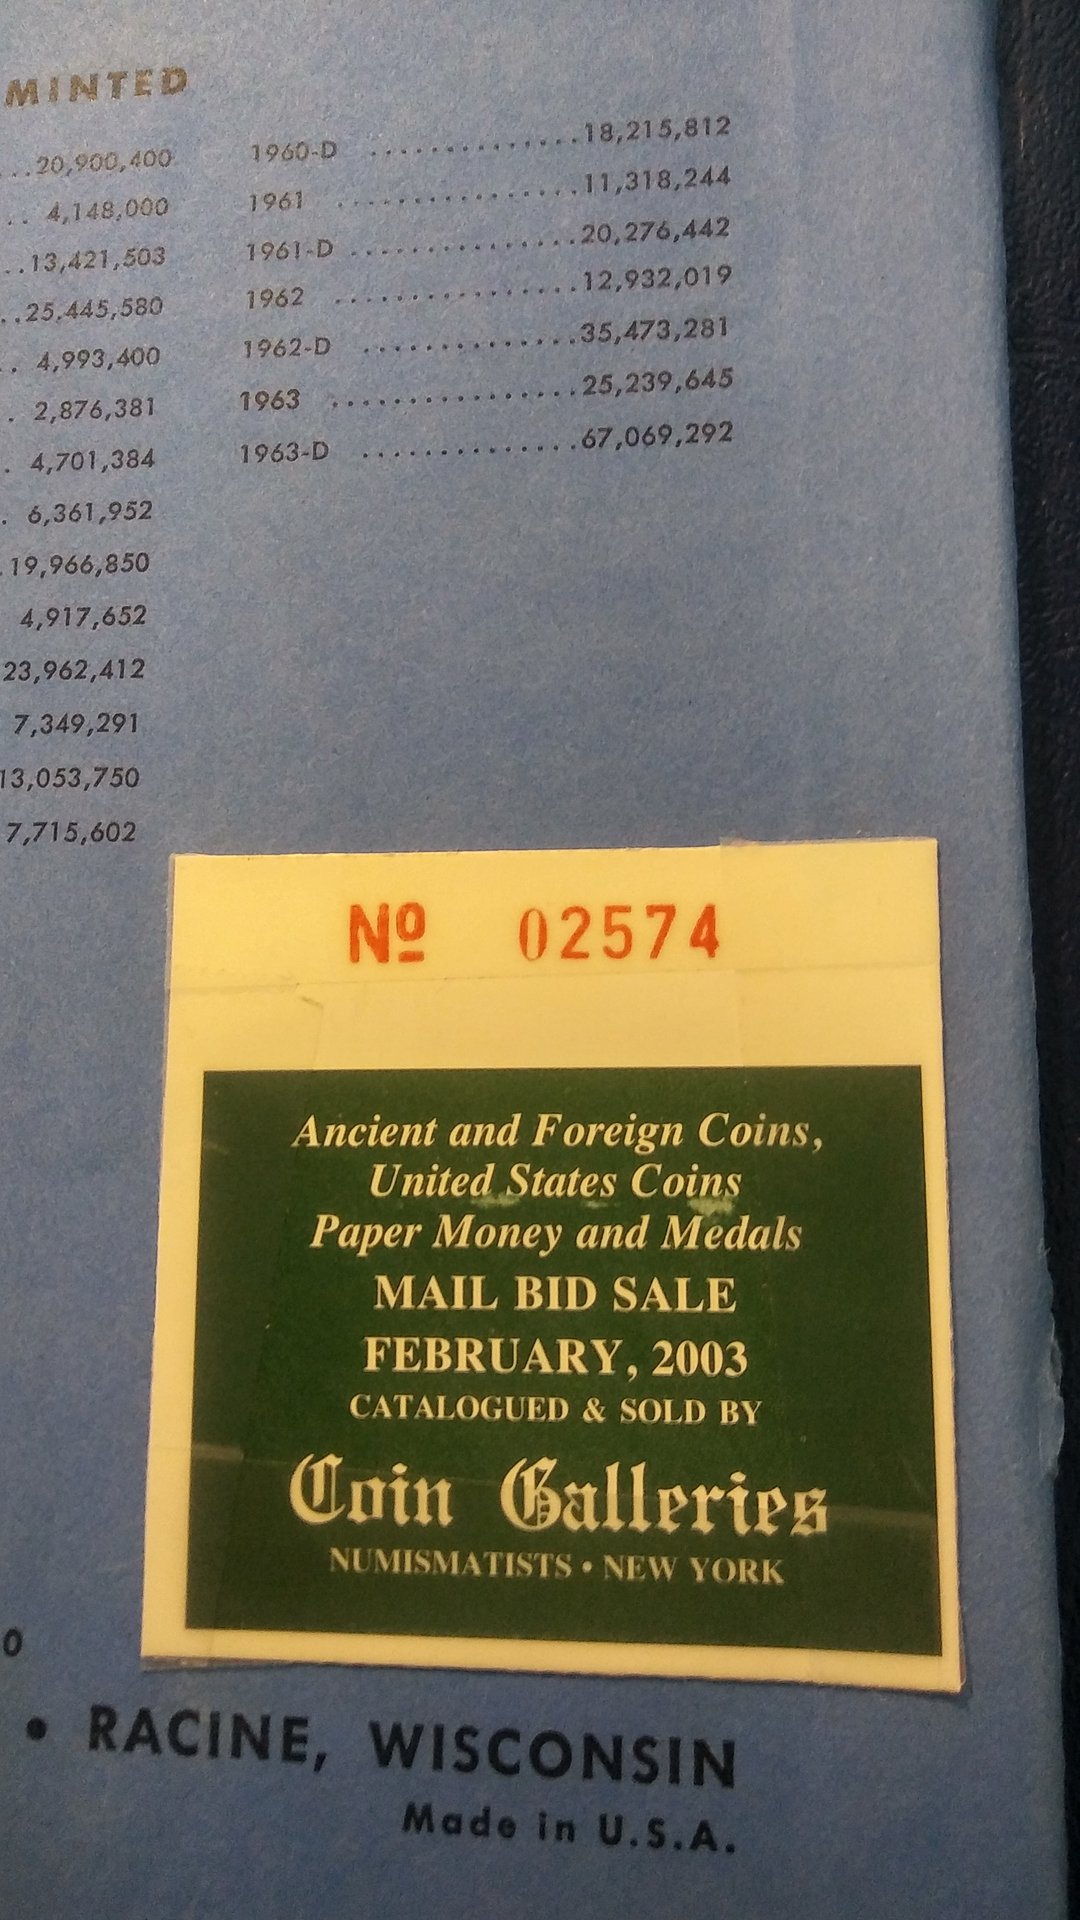 MINTED
...20,900,400 1960-D ..............18,215,812
.. 4,148,000 1961 ................11,318,244
..13,421,503 1961-D ...............20,276,442
..25,445,580 1962 ................12,932,019
.. 4,993,400 1962-D ..............35,473,281
. 2,876,381 1963 ................25,239,645
. 4,701,384 1963-D ..............67,069,292
. 6,361,952
.19,966,850
4,917,652
23,962,412
7,349,291
13,053,750
7,715,602
Nº 02574
Ancient and Foreign Coins,
United States Coins
Paper Money and Medals
MAIL BID SALE
FEBRUARY, 2003
CATALOGUED & SOLD BY
Coin Galleries
NUMISMATISTS • NEW YORK
0
• RACINE, WISCONSIN
Made in U.S.A.